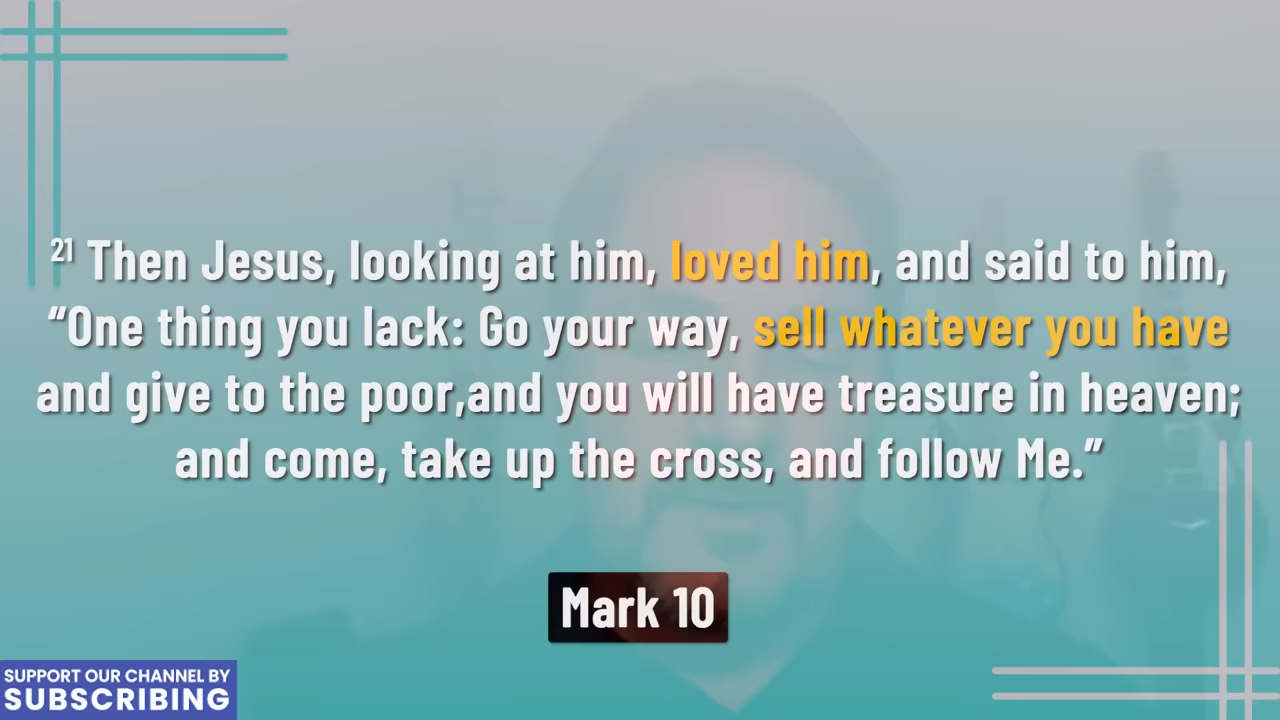 21 Then Jesus, looking at him, loved him, and said to him,
“One thing you lack: Go your way, sell whatever you have
and give to the poor,and you will have treasure in heaven;
and come, take up the cross, and follow Me.”
Mark 10
SUPPORT OUR CHANNEL BY
SUBSCRIBING